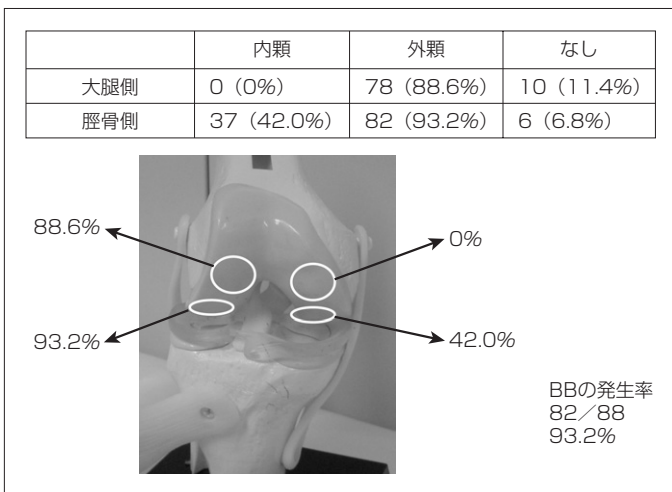 内顆 外顆 なし
大腿側 0（0%） 78（88.6%） 10（11.4%）
脛骨側 37（42.0%） 82（93.2%） 6（6.8%）
88.6%
0%
93.2%
42.0%
BBの発生率
82／88
93.2%